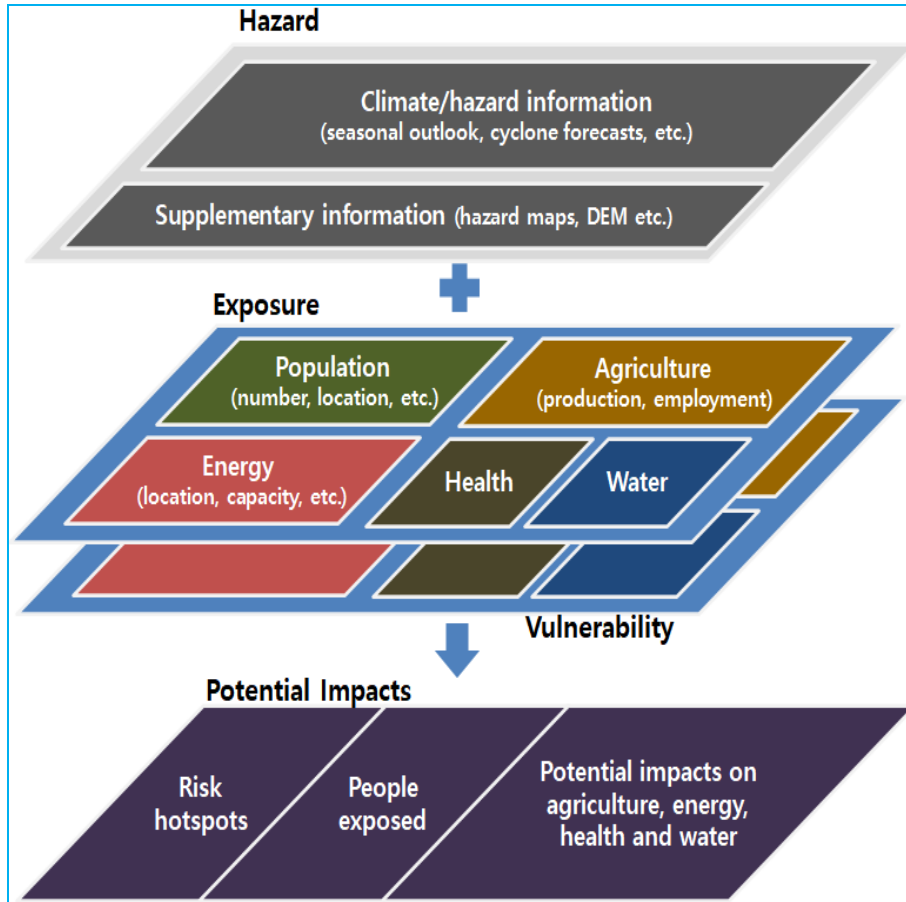 Hazard
Climate/hazard information
(seasonal outlook, cyclone forecasts, etc.)
Supplementary information (hazard maps, DEM etc.)
Exposure
Population
(number, location, etc.)
Agriculture
(production, employment)
Energy
(location, capacity, etc.)
Health
Water
Vulnerability
Potential Impacts
Risk
hotspots
People
exposed
Potential impacts on
agriculture, energy,
health and water